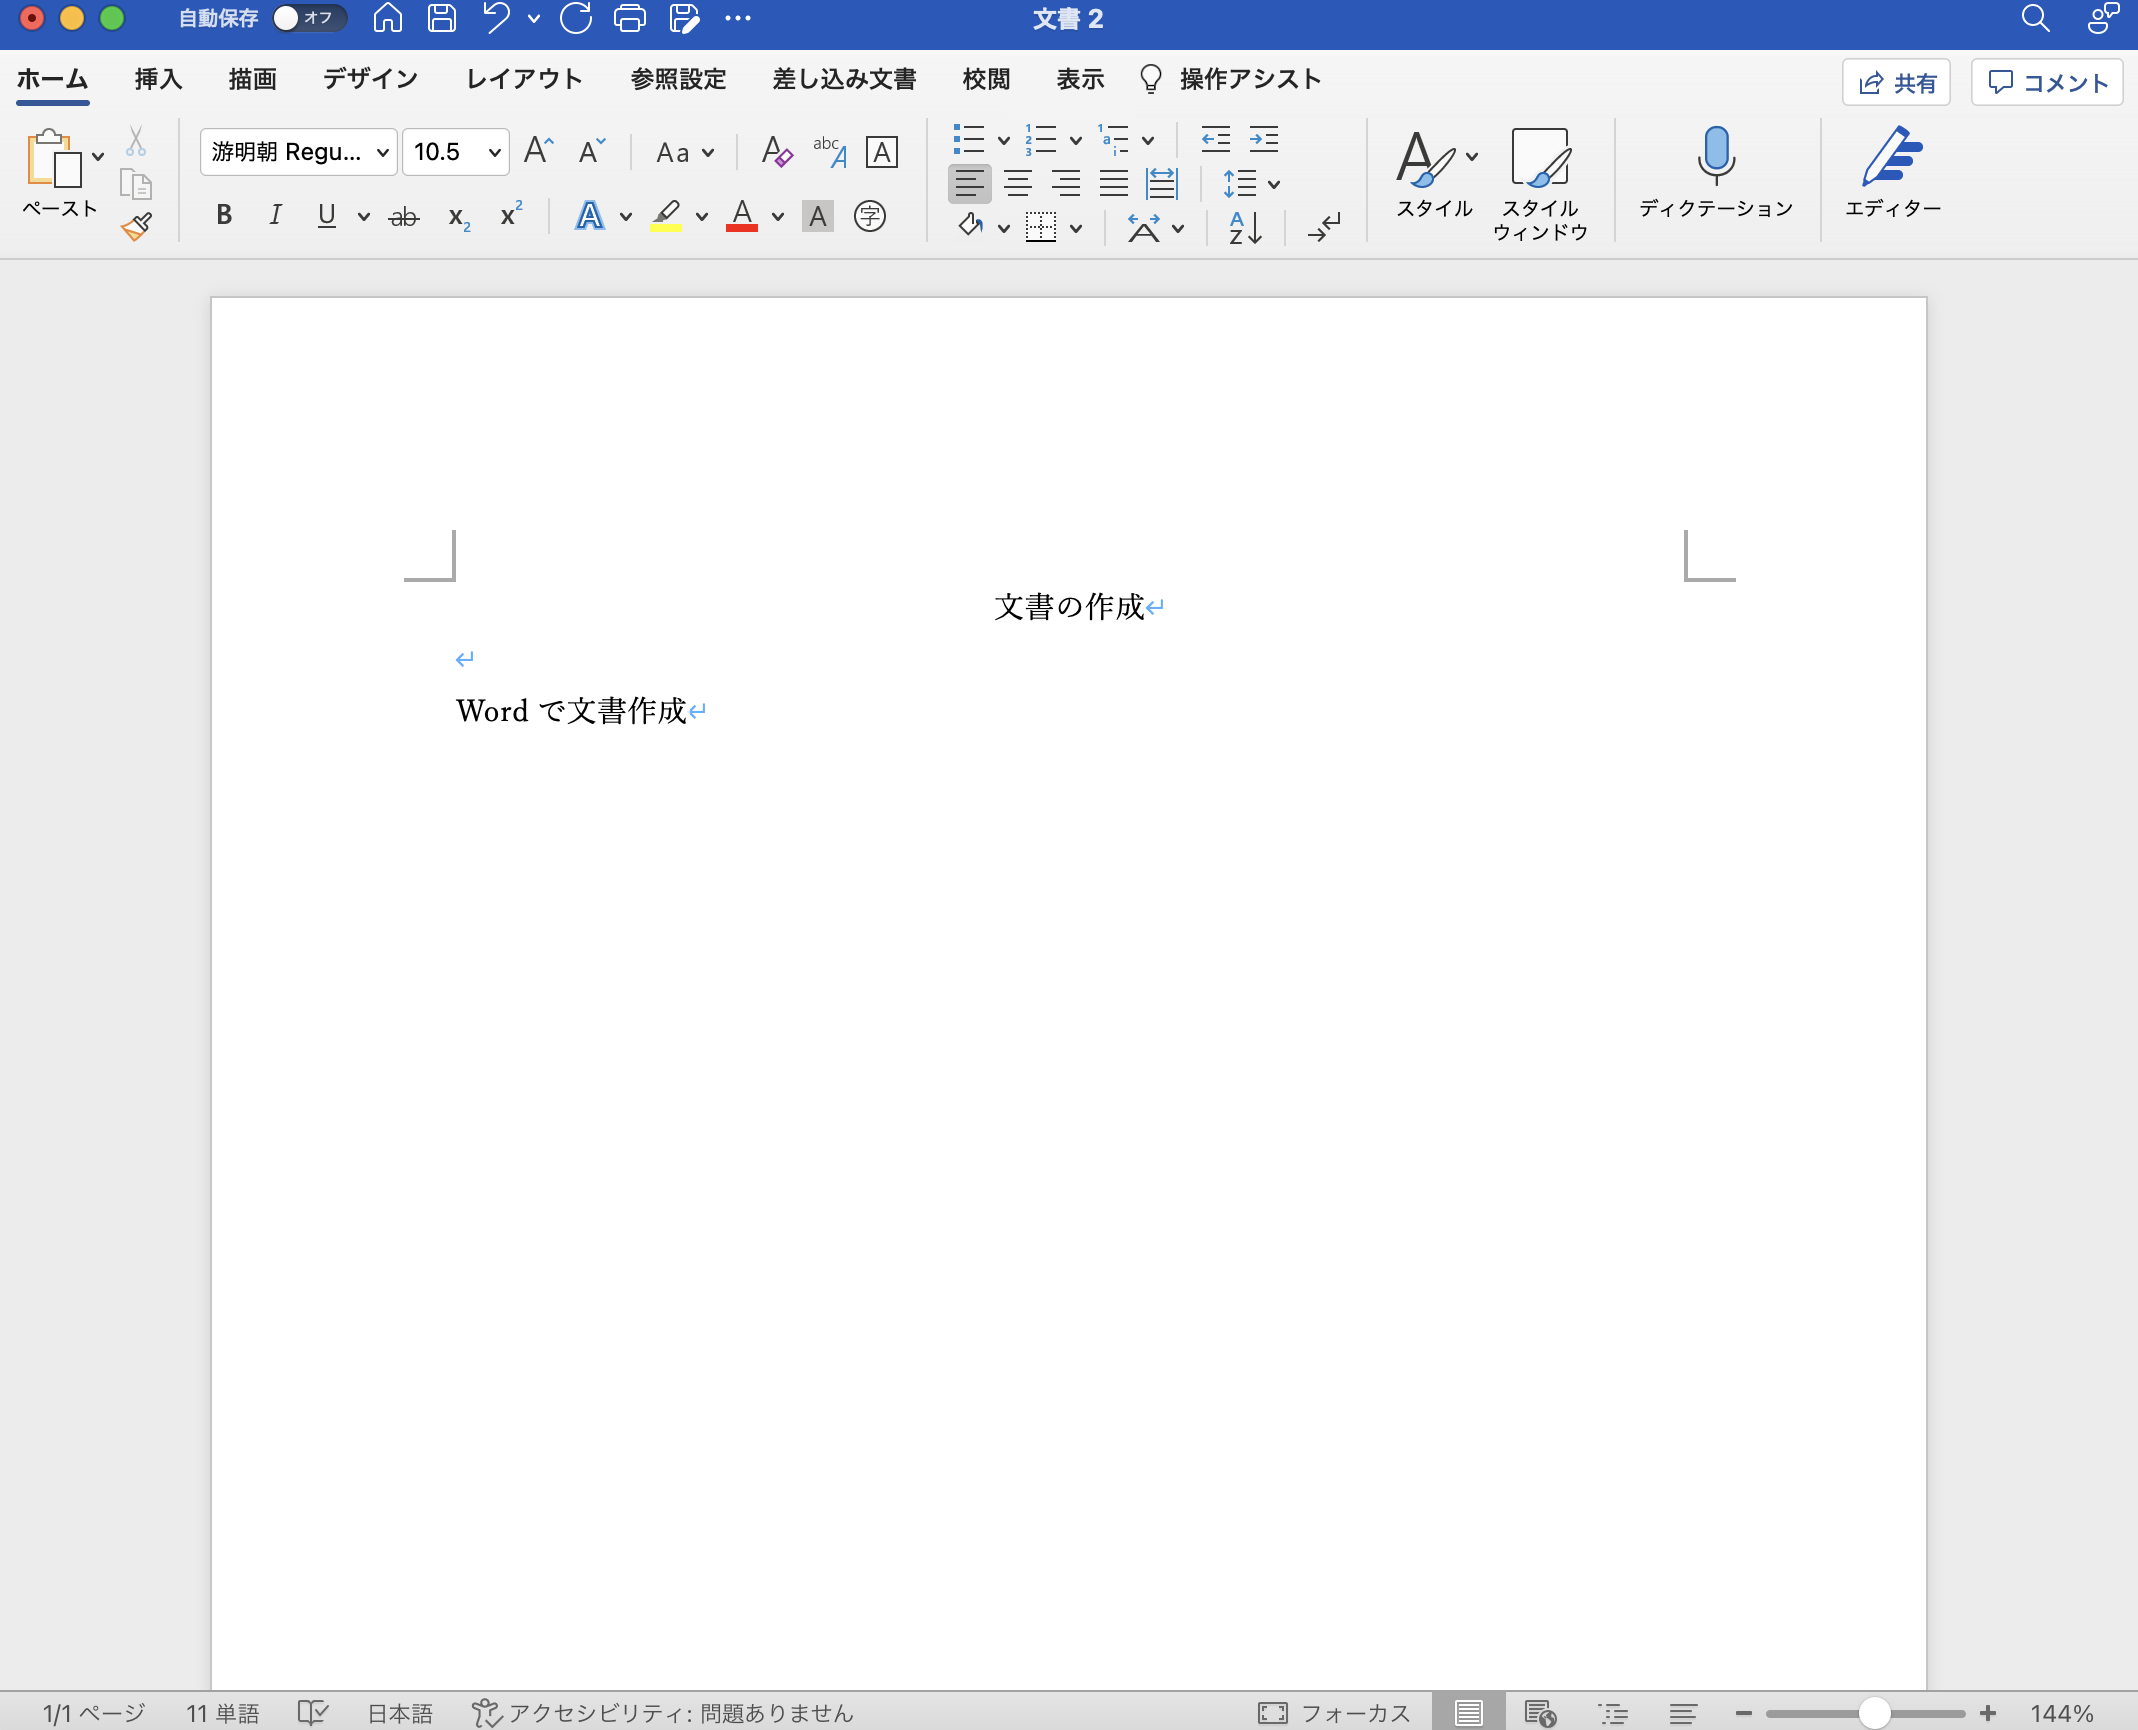 自動保存 オフ 文書 2
ホーム 挿入 描画 デザイン レイアウト 参照設定 差し込み文書 校閲 表示 操作アシスト 共有 コメント
ペースト 游明朝 Regu... 10.5 Aa
スタイル スタイル ウィンドウ ディクテーション エディター
文書の作成
Word で文書作成
1/1 ページ 11 単語 日本語 アクセシビリティ: 問題ありません フォーカス 144%